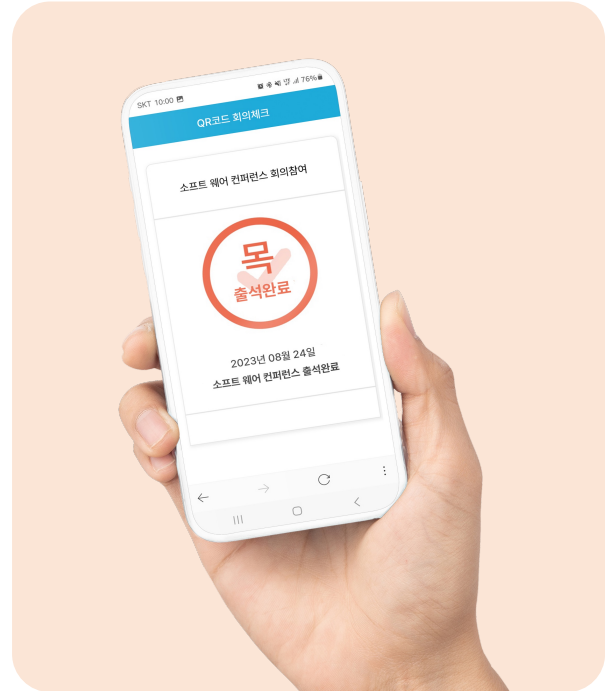 SKT 10:00 76%
QR코드 회의체크
소프트 웨어 컨퍼런스 회의참여
목
출석완료
2023년 08월 24일
소프트 웨어 컨퍼런스 출석완료